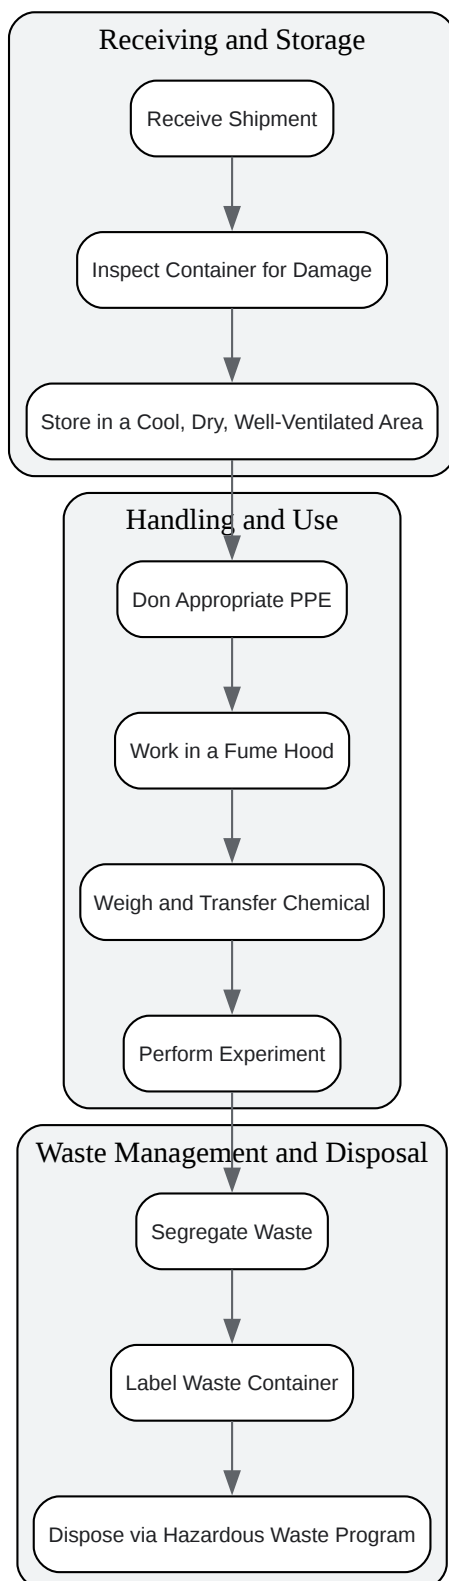 Receiving and Storage
Receive Shipment
Inspect Container for Damage
Store in a Cool, Dry, Well-Ventilated Area
Handling and Use
Don Appropriate PPE
Work in a Fume Hood
Weigh and Transfer Chemical
Perform Experiment
Waste Management and Disposal
Segregate Waste
Label Waste Container
Dispose via Hazardous Waste Program